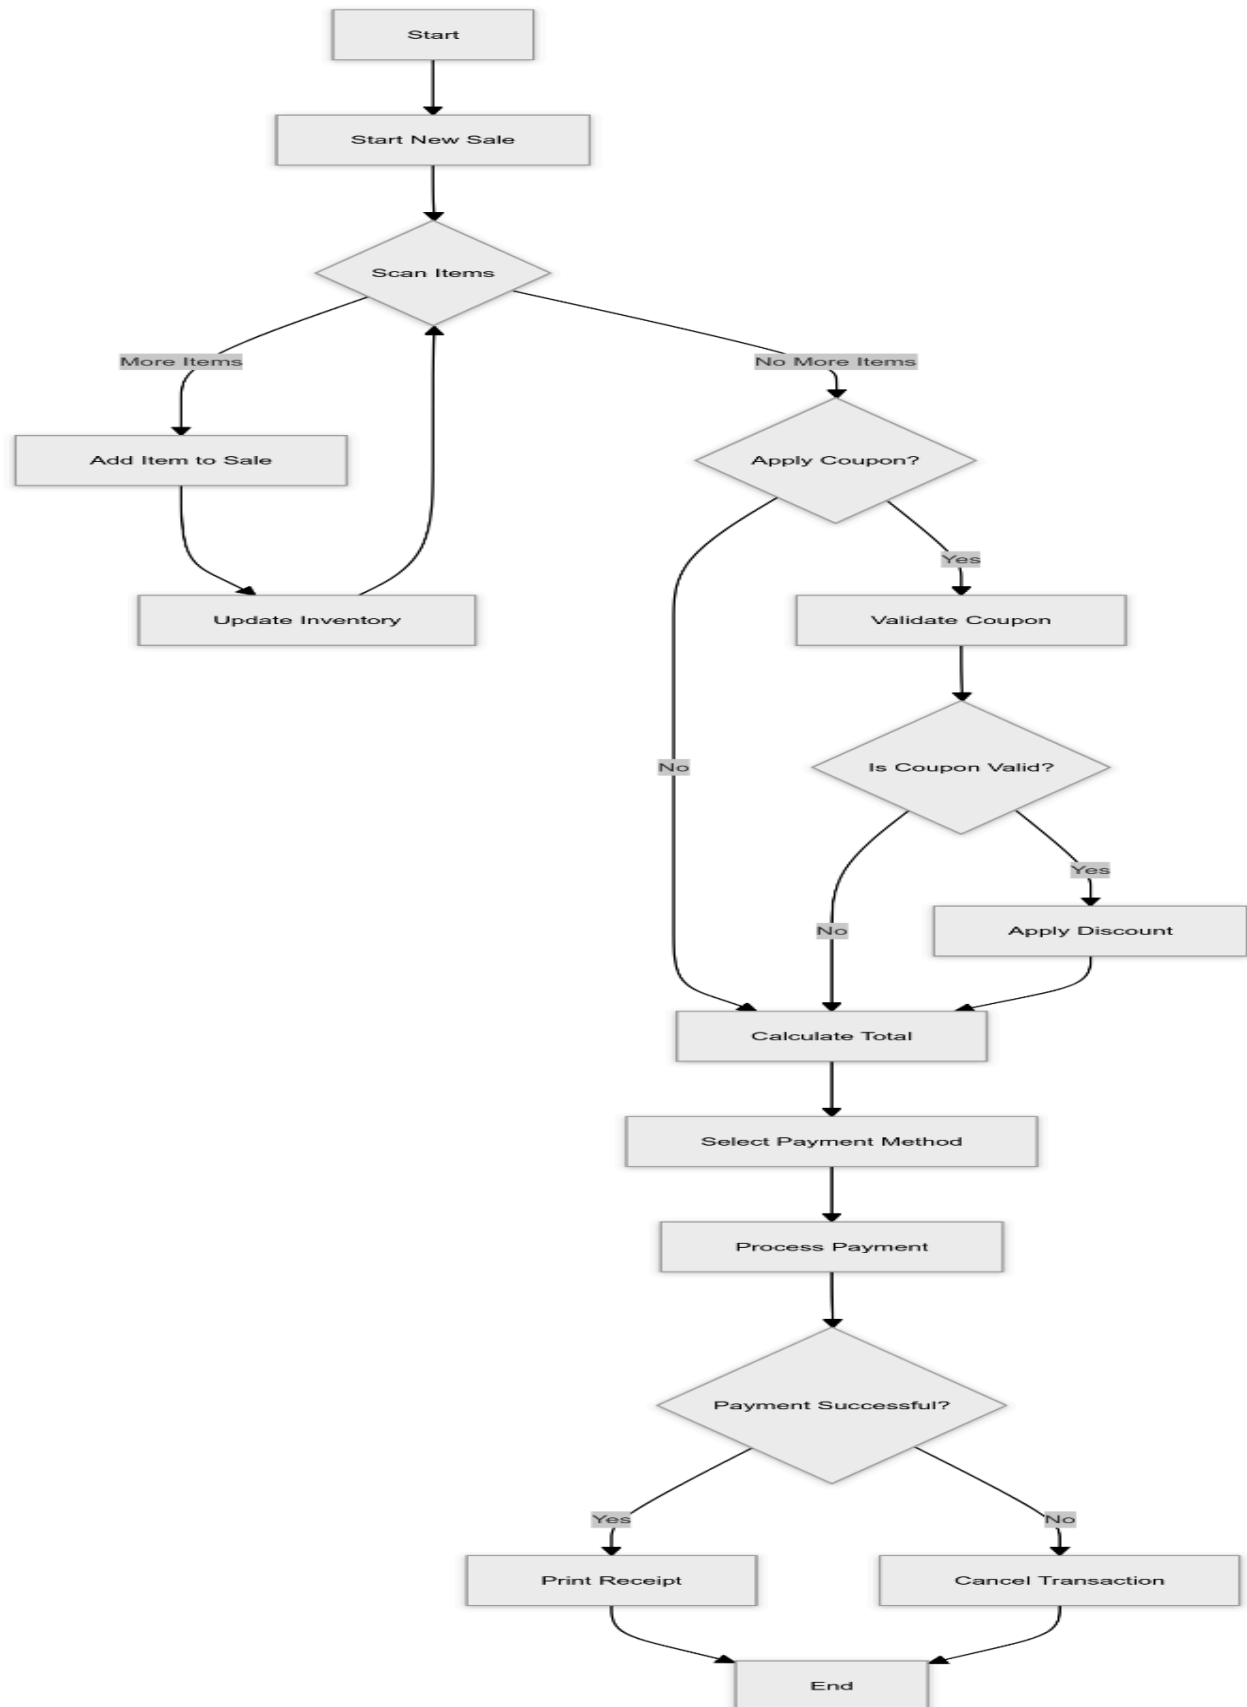 Start
Start New Sale
Scan Items
More Items
No More Items
Add Item to Sale
Apply Coupon?
Yes
Update Inventory
Validate Coupon
No
Is Coupon Valid?
Yes
No
Apply Discount
Calculate Total
Select Payment Method
Process Payment
Payment Successful?
Yes
No
Print Receipt
Cancel Transaction
End